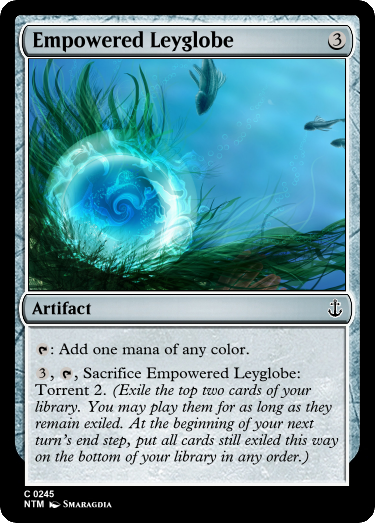 Empowered Leyglobe 3
Artifact
: Add one mana of any color.
3, , Sacrifice Empowered Leyglobe:
Torrent 2. (Exile the top two cards of your
library. You may play them for as long as they
remain exiled. At the beginning of your next
turn's end step, put all cards still exiled this way
on the bottom of your library in any order.)
C 0245
NTM Smaragdia